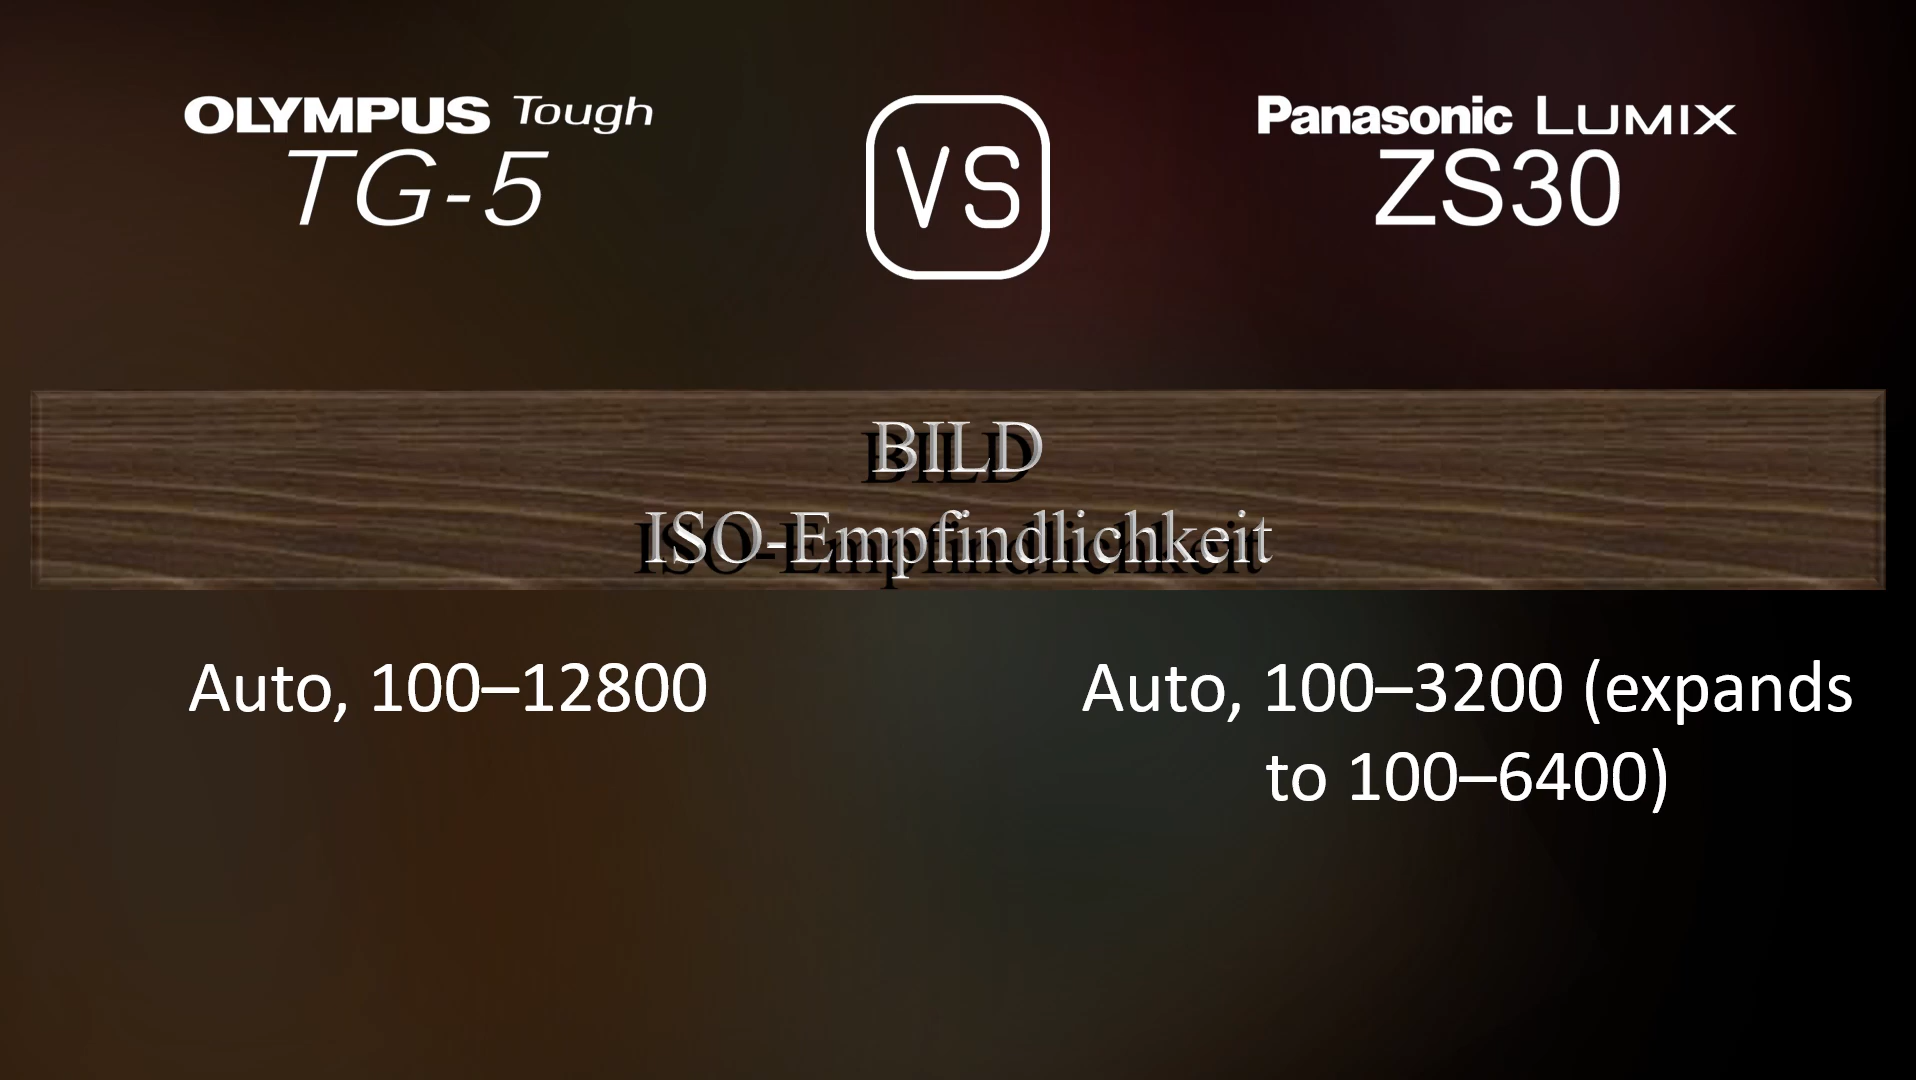 OLYMPUS Tough
TG-5
VS
Panasonic LUMIX
ZS30
BILD
ISO-Empfindlichkeit
Auto, 100–12800
Auto, 100–3200 (expands
to 100–6400)